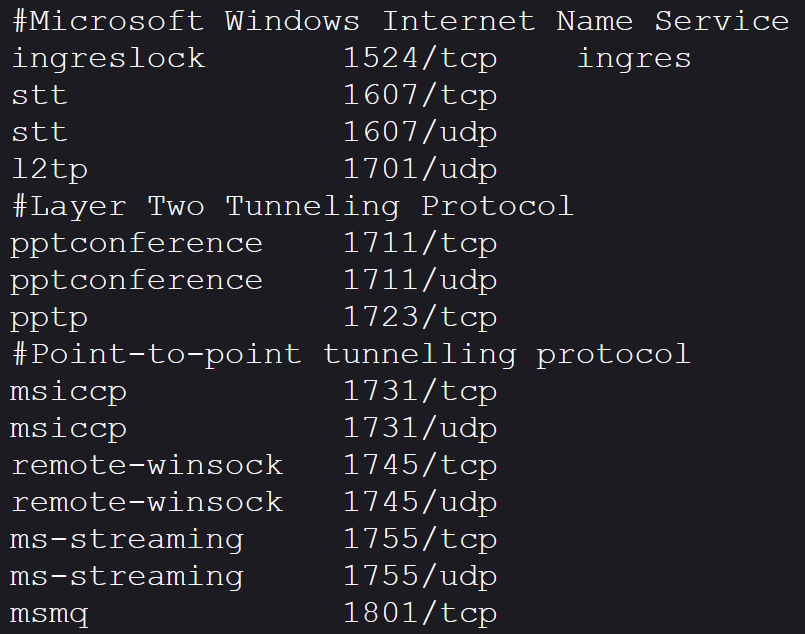 #Microsoft Windows Internet Name Service
ingreslock       1524/tcp    ingres
stt              1607/tcp
stt              1607/udp
l2tp             1701/udp
#Layer Two Tunneling Protocol
pptconference    1711/tcp
pptconference    1711/udp
pptp             1723/tcp
#Point-to-point tunnelling protocol
msiccp           1731/tcp
msiccp           1731/udp
remote-winsock   1745/tcp
remote-winsock   1745/udp
ms-streaming     1755/tcp
ms-streaming     1755/udp
msmq             1801/tcp